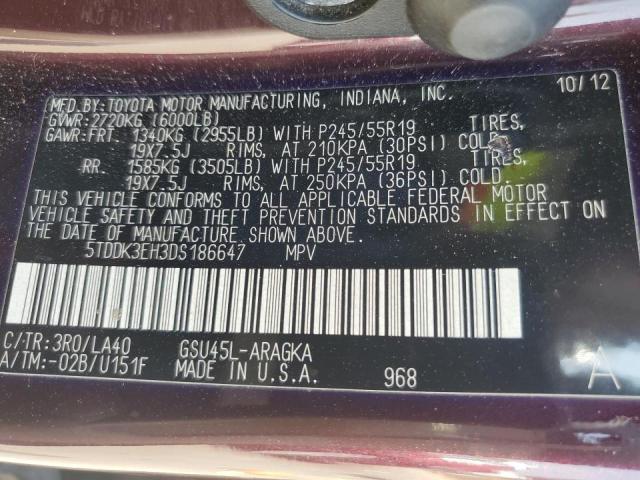 10/12
MFD. BY: TOYOTA MOTOR MANUFACTURING, INDIANA, INC.
GVWR: 2720KG (6000LB)
GAWR: FRT. 1340KG (2955LB) WITH P245/55R19 TIRES,
19X7.5J RIMS, AT 210KPA (30PSI) COLD
RR. 1585KG (3505LB) WITH P245/55R19 TIRES,
19X7.5J RIMS, AT 250KPA (36PSI) COLD
THIS VEHICLE CONFORMS TO ALL APPLICABLE FEDERAL MOTOR
VEHICLE SAFETY AND THEFT PREVENTION STANDARDS IN EFFECT ON
THE DATE OF MANUFACTURE SHOWN ABOVE.
5TDDK3EH3DS186647 MPV
C/TR: 3R0/LA40 GSU45L-ARAGKA
A/TM: -02B/U151F MADE IN U.S.A. 968 A